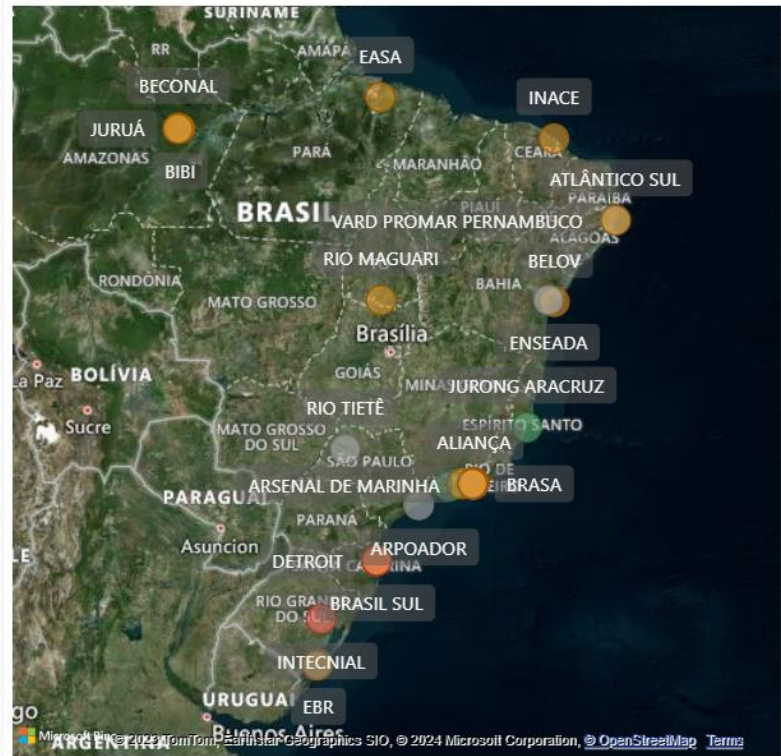 SURINAME
RR
AMAPÁ
EASA
BECONAL
INACE
JURUÁ
CEARÁ
AMAZONAS
PARÁ
MARANHÃO
BIBI
ATLÂNTICO SUL
PARAÍBA
BRASIL
PIAUÍ
VARD PROMAR PERNAMBUCO
ALAGOAS
RIO MAGUARI
BELOV
RONDÔNIA
MATO GROSSO
BAHIA
Brasília
ENSEADA
La Paz
BOLÍVIA
GOIÁS
MINAS
JURONG ARACRUZ
Sucre
RIO TIETÊ
MATO GROSSO
DO SUL
ESPÍRITO SANTO
ALIANÇA
SÃO PAULO
RIO DE
ARSENAL DE MARINHA
BRASA
PARAGUAI
PARANÁ
Asuncion
ARPOADOR
DETROIT
RIO GRANDE
DO SUL
BRASIL SUL
INTECNIAL
URUGUAI
EBR
Buenos Aires
ARGENTINA
Microsoft Bing © 2023 TomTom, Earthstar Geographics SIO, © 2024 Microsoft Corporation, © OpenStreetMap Terms